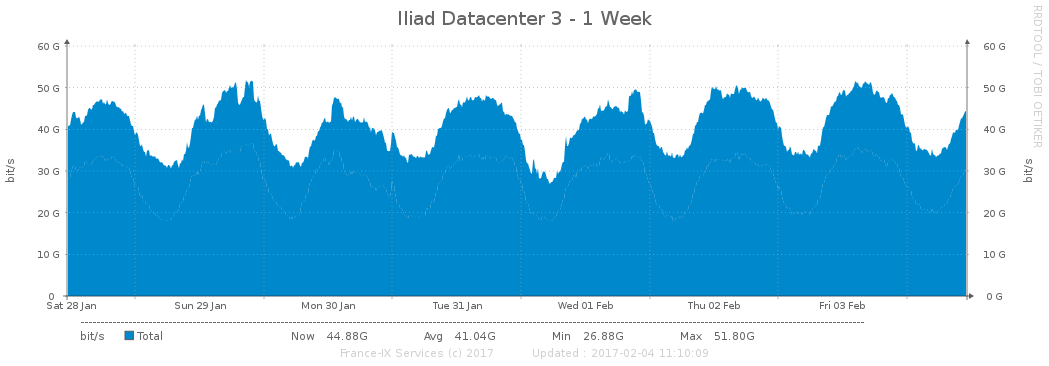 Iliad Datacenter 3 - 1 Week
RRDTOOL / TOBI OETIKER
60 G 60 G
50 G 50 G
40 G 40 G
30 G 30 G
20 G 20 G
10 G 10 G
0 0 G
bit/s bit/s
Sat 28 Jan Sun 29 Jan Mon 30 Jan Tue 31 Jan Wed 01 Feb Thu 02 Feb Fri 03 Feb
bit/s Total Now 44.88G Avg 41.04G Min 26.88G Max 51.80G
France-IX Services (c) 2017 Updated : 2017-02-04 11:10:09